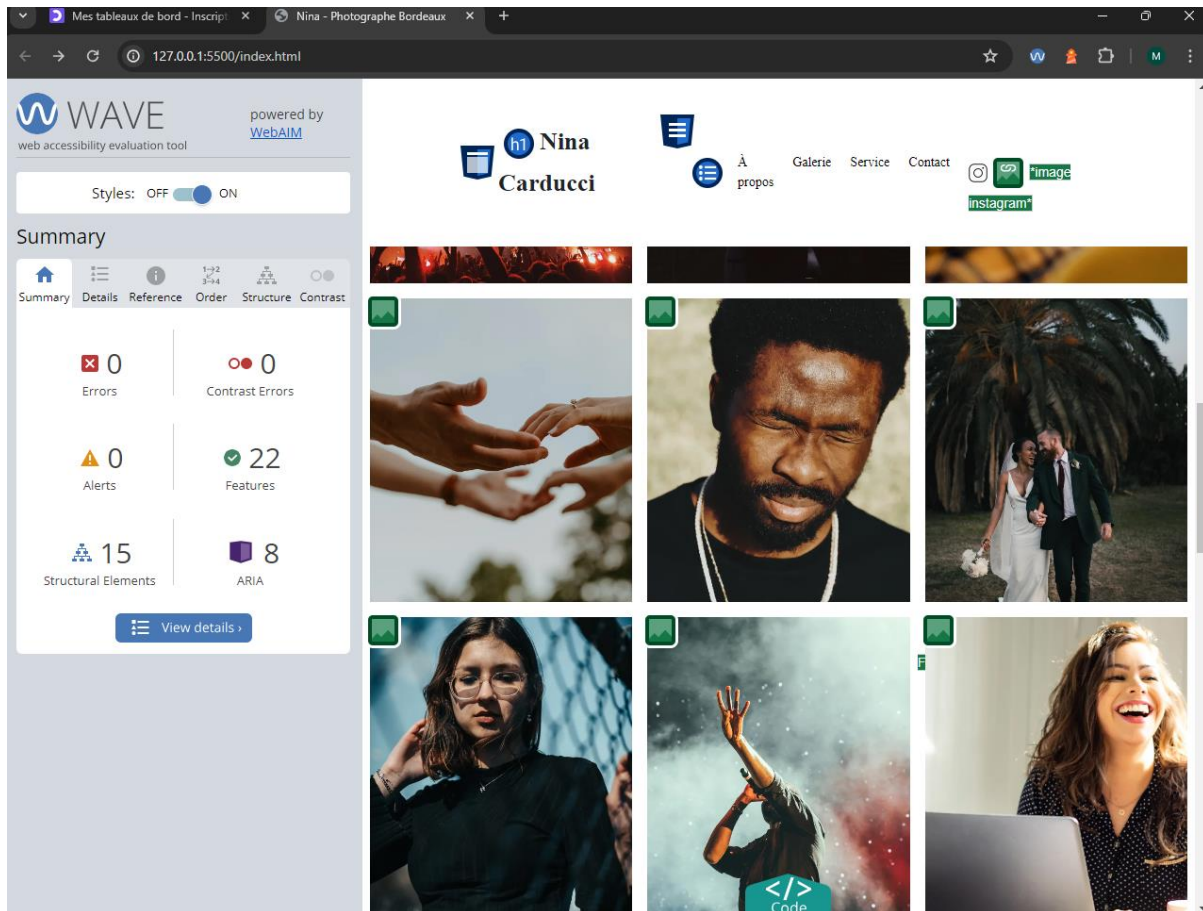 Mes tableaux de bord - Inscript
Nina - Photographe Bordeaux
127.0.0.1:5500/index.html
M
WAVE
web accessibility evaluation tool
powered by
WebAIM
Styles: OFF ON
Summary
Summary Details Reference Order Structure Contrast
0
Errors
0
Contrast Errors
0
Alerts
22
Features
15
Structural Elements
8
ARIA
View details ›
h1 Nina
Carducci
À
propos
Galerie Service Contact
*image
instagram*
F
</>
Code